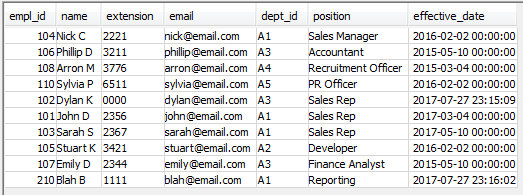 empl_id name extension email dept_id position effective_date
104 Nick C 2221 nick@email.com A1 Sales Manager 2016-02-02 00:00:00
106 Phillip D 3211 phillip@email.com A3 Accountant 2015-05-10 00:00:00
108 Arron M 3776 arron@email.com A4 Recruitment Officer 2015-03-04 00:00:00
110 Sylvia P 6511 sylvia@email.com A5 PR Officer 2016-02-02 00:00:00
102 Dylan K 0000 dylan@email.com A3 Sales Rep 2017-07-27 23:15:09
101 John D 2356 john@email.com A1 Sales Rep 2017-03-04 00:00:00
103 Sarah S 2367 sarah@email.com A1 Sales Rep 2017-05-10 00:00:00
105 Stuart K 3421 stuart@email.com A2 Developer 2016-02-02 00:00:00
107 Emily D 2344 emily@email.com A3 Finance Analyst 2015-05-10 00:00:00
210 Blah B 1111 blah@email.com A1 Reporting 2017-07-27 23:16:02